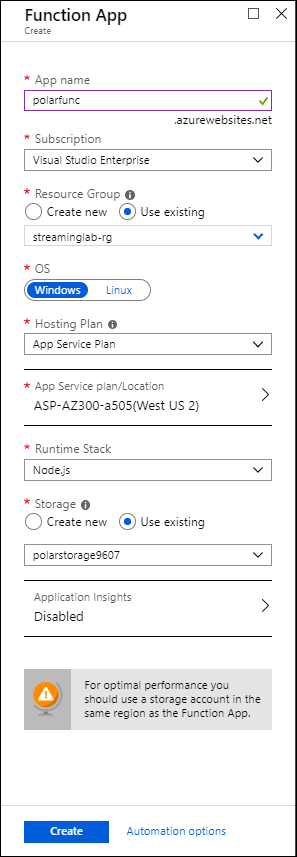 Function App
Create
* App name
polarfunc
.azurewebsites.net
* Subscription
Visual Studio Enterprise
* Resource Group
Create new Use existing
streaminglab-rg
* OS
Windows Linux
* Hosting Plan
App Service Plan
* App Service plan/Location
ASP-AZ300-a505(West US 2)
* Runtime Stack
Node.js
* Storage
Create new Use existing
polarstorage9607
Application Insights
Disabled
For optimal performance you
should use a storage account in the
same region as the Function App.
Create Automation options